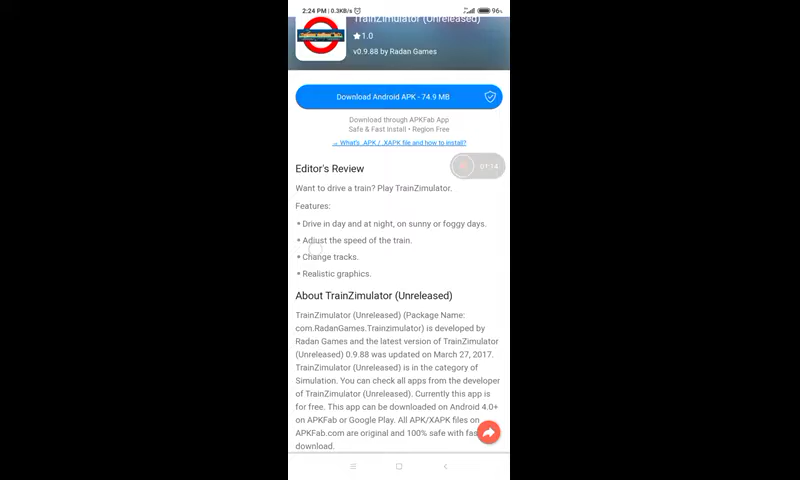 2:24 PM | 0.3KB/s
96%
TrainZimulator (Unreleased)
1.0
v0.9.88 by Radan Games
Download Android APK - 74.9 MB
Download through APKFab App
Safe & Fast Install • Region Free
→ What's .APK / .XAPK file and how to install?
01:14
Editor's Review
Want to drive a train? Play TrainZimulator.
Features:
Drive in day and at night, on sunny or foggy days.
Adjust the speed of the train.
Change tracks.
Realistic graphics.
About TrainZimulator (Unreleased)
TrainZimulator (Unreleased) (Package Name:
com.RadanGames.Trainzimulator) is developed by
Radan Games and the latest version of TrainZimulator
(Unreleased) 0.9.88 was updated on March 27, 2017.
TrainZimulator (Unreleased) is in the category of
Simulation. You can check all apps from the developer
of TrainZimulator (Unreleased). Currently this app is
for free. This app can be downloaded on Android 4.0+
on APKFab or Google Play. All APK/XAPK files on
APKFab.com are original and 100% safe with
download.